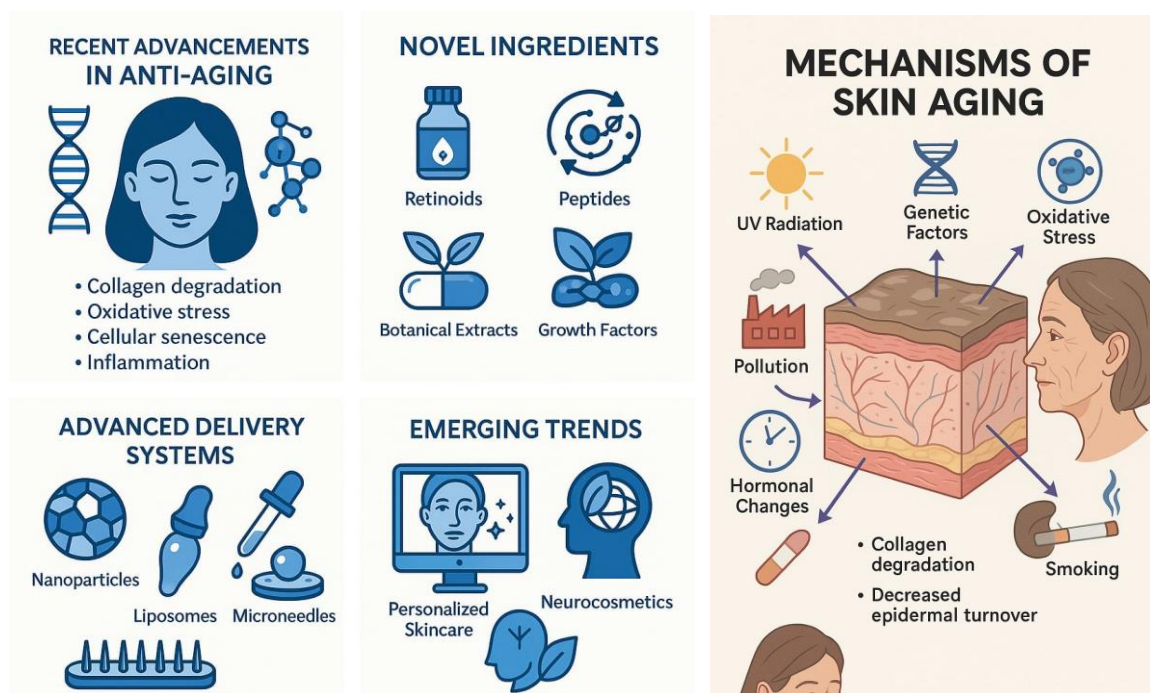 RECENT ADVANCEMENTS
IN ANTI-AGING
• Collagen degradation
• Oxidative stress
• Cellular senescence
• Inflammation
NOVEL INGREDIENTS
Retinoids
Peptides
Botanical Extracts
Growth Factors
ADVANCED DELIVERY
SYSTEMS
Nanoparticles
Liposomes
Microneedles
EMERGING TRENDS
Personalized
Skincare
Neurocosmetics
MECHANISMS OF
SKIN AGING
UV Radiation
Genetic
Factors
Oxidative
Stress
Pollution
Hormonal
Changes
• Collagen
degradation
• Decreased
epidermal turnover
Smoking